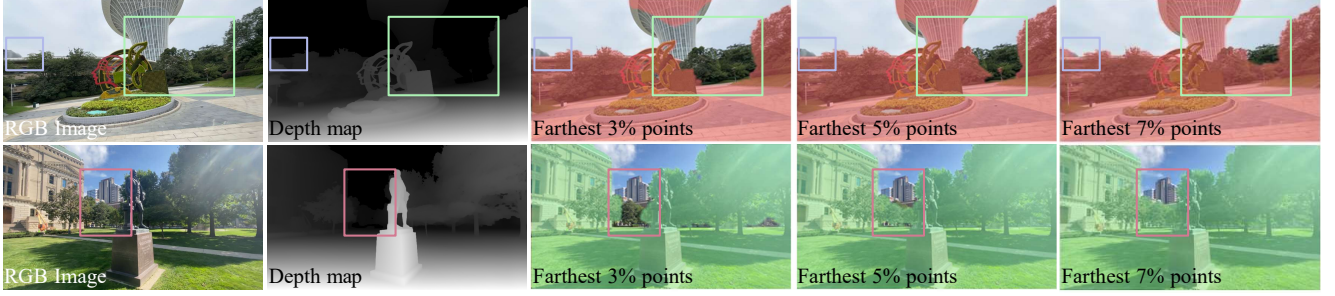 RGB Image
Depth map
Farthest 3% points
Farthest 5% points
Farthest 7% points
RGB Image
Depth map
Farthest 3% points
Farthest 5% points
Farthest 7% points